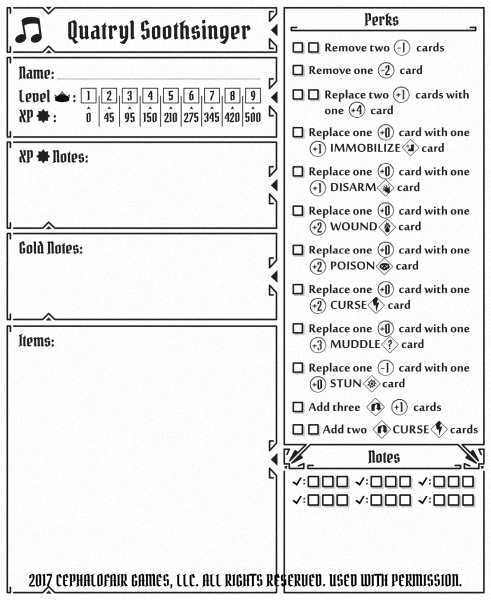 Quatryl Soothsinger
Name:
Level : 1 2 3 4 5 6 7 8 9
XP : 0 45 95 150 210 275 345 420 500
XP Notes:
Gold Notes:
Items:
Perks
Remove two -1 cards
Remove one -2 card
Replace two +1 cards with
one +4 card
Replace one +0 card with one
+1 IMMOBILIZE card
Replace one +0 card with one
+1 DISARM card
Replace one +0 card with one
+2 WOUND card
Replace one +0 card with one
+2 POISON card
Replace one +0 card with one
+2 CURSE card
Replace one +0 card with one
+3 MUDDLE ? card
Replace one -1 card with one
+0 STUN card
Add three +1 cards
Add two CURSE cards
Notes
✓: ✓: ✓:
✓: ✓: ✓:
2017 CEPHALOFAIR GAMES, LLC. ALL RIGHTS RESERVED. USED WITH PERMISSION.